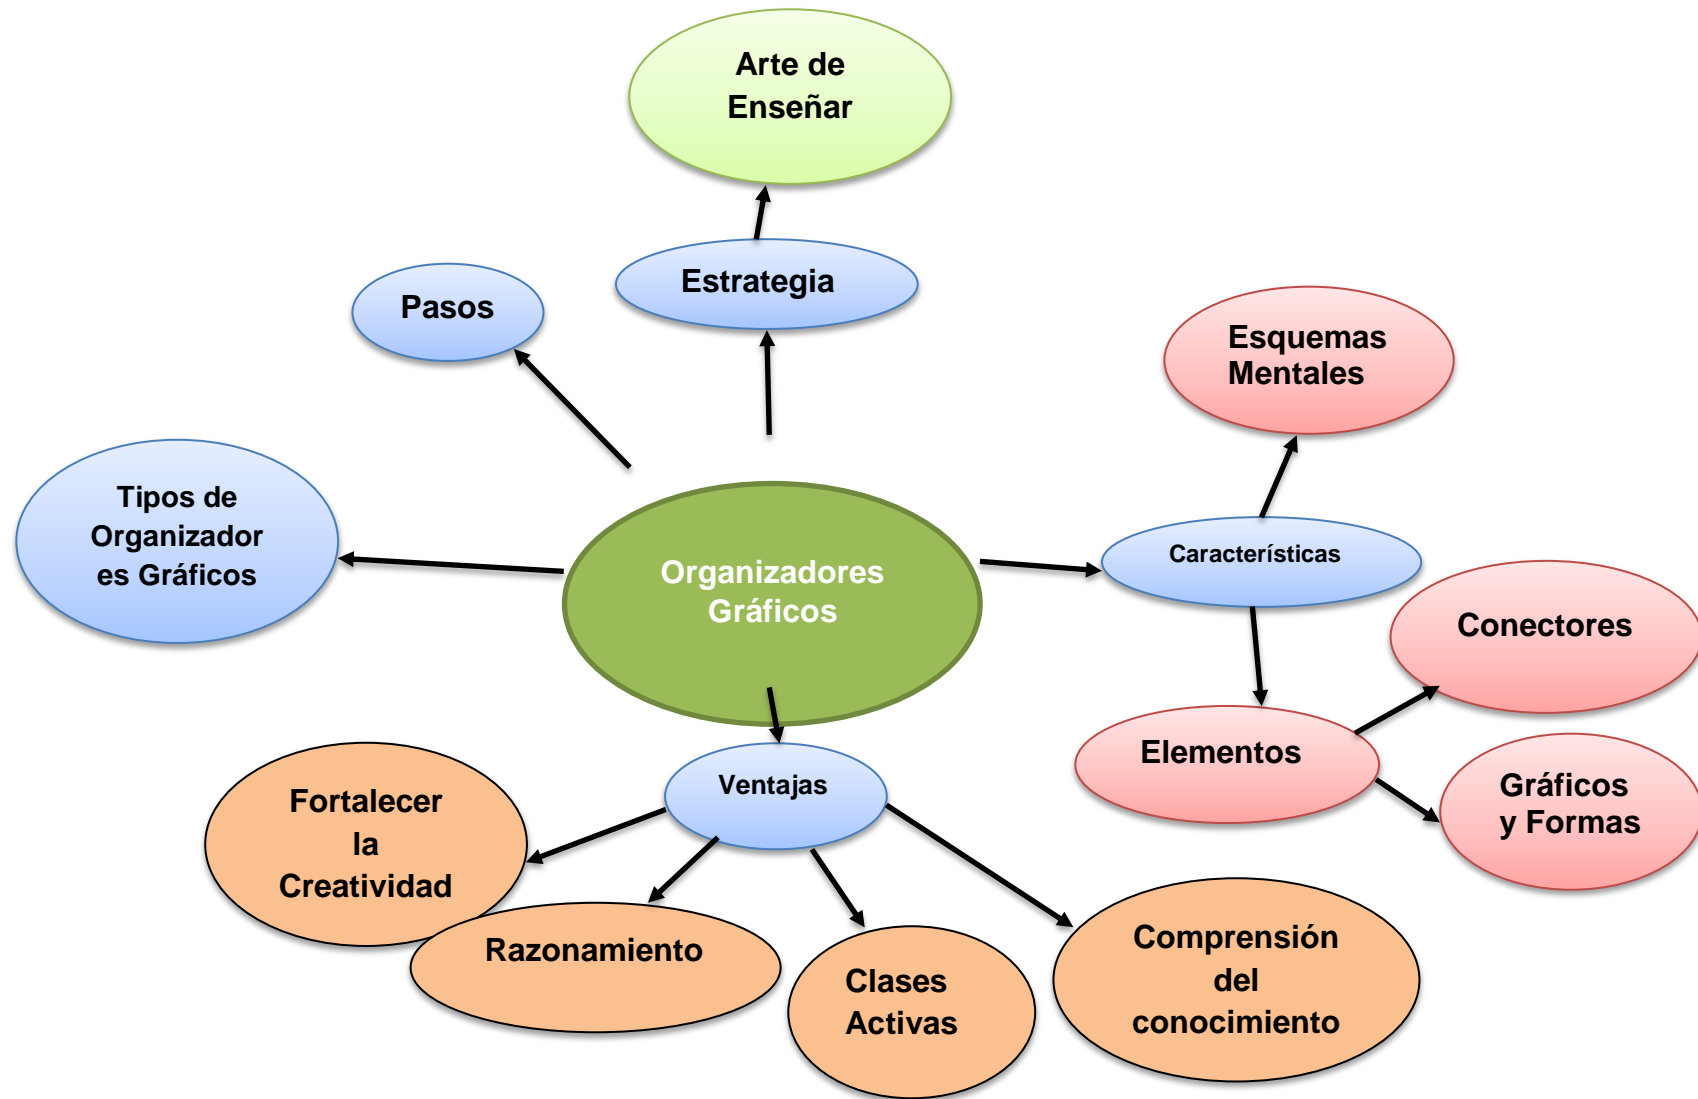 Arte de
Enseñar
Estrategia
Pasos
Esquemas
Mentales
Tipos de
Organizador
es Gráficos
Organizadores
Gráficos
Características
Conectores
Elementos
Gráficos
y Formas
Ventajas
Fortalecer
la
Creatividad
Razonamiento
Clases
Activas
Comprensión
del
conocimiento